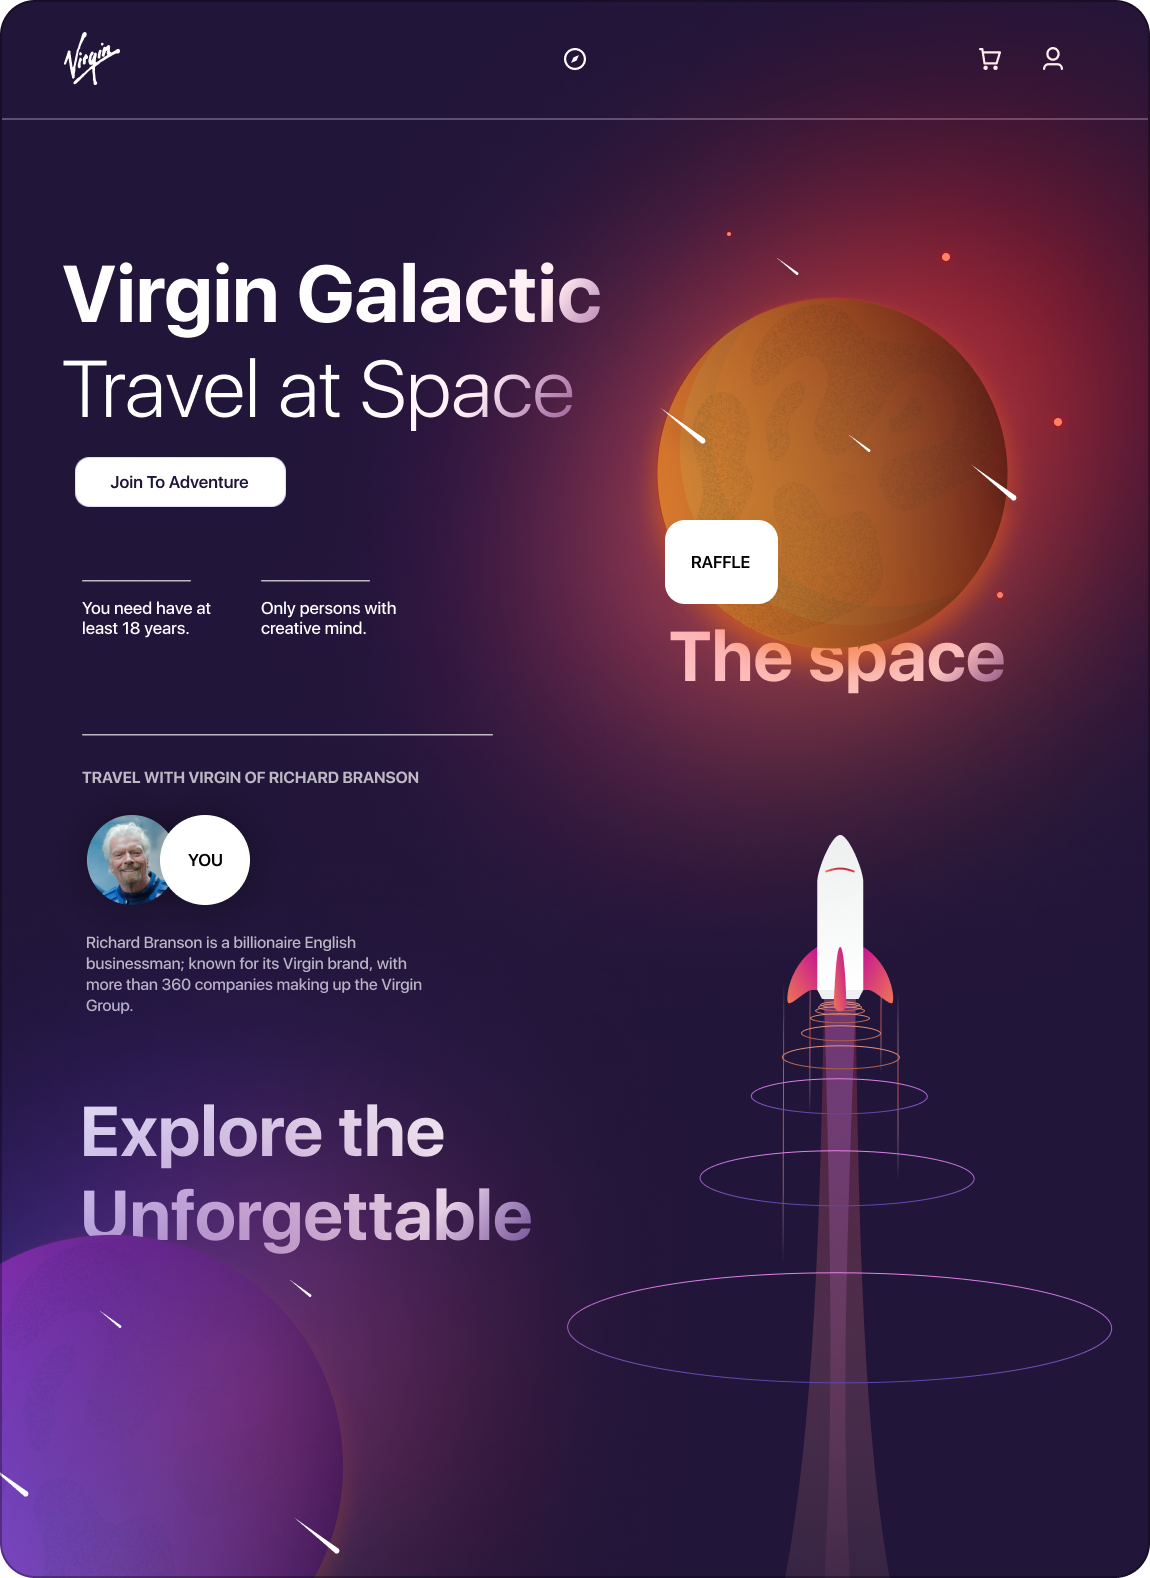 Virgin
Virgin Galactic
Travel at Space
Join To Adventure
You need have at
least 18 years.
Only persons with
creative mind.
RAFFLE
The space
TRAVEL WITH VIRGIN OF RICHARD BRANSON
YOU
Richard Branson is a billionaire English
businessman; known for its Virgin brand, with
more than 360 companies making up the Virgin
Group.
Explore the
Unforgettable